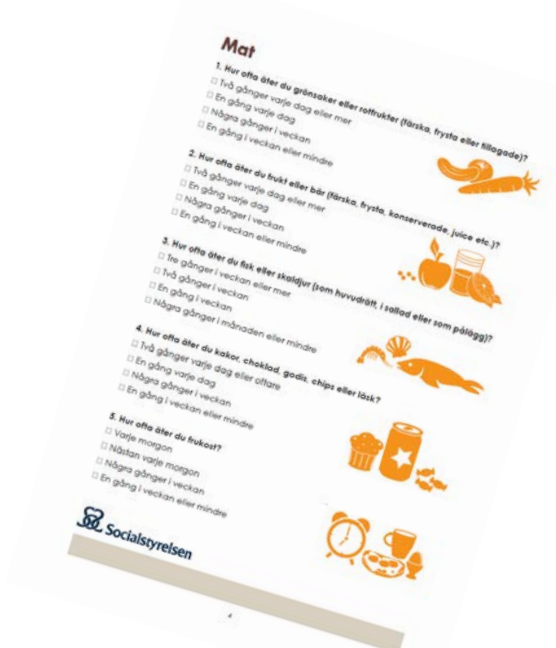 Mat
1. Hur ofta äter du grönsaker eller rotfrukter (färska, frysta eller tillagade)?
Två gånger varje dag eller mer
En gång varje dag
Några gånger i veckan
En gång i veckan eller mindre
2. Hur ofta äter du frukt eller bär (färska, frysta, konserverade, juice etc.)?
Två gånger varje dag eller mer
En gång varje dag
Några gånger i veckan
En gång i veckan eller mindre
3. Hur ofta äter du fisk eller skaldjur (som huvudrätt, i sallad eller som pålägg)?
Tre gånger i veckan eller mer
Två gånger i veckan
En gång i veckan
Några gånger i månaden eller mindre
4. Hur ofta äter du kakor, choklad, godis, chips eller läsk?
Två gånger varje dag eller oftare
En gång varje dag
Några gånger i veckan
En gång i veckan eller mindre
5. Hur ofta äter du frukost?
Varje morgon
Nästan varje morgon
Några gånger i veckan
En gång i veckan eller mindre
Socialstyrelsen